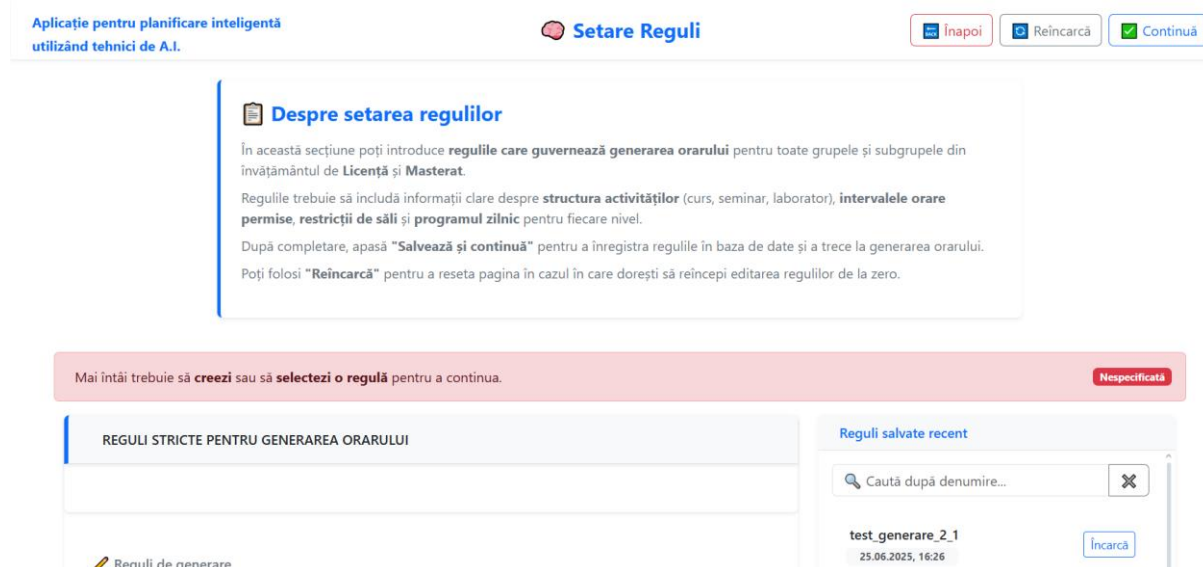 Aplicație pentru planificare inteligentă
utilizând tehnici de A.I.
Setare Reguli
Înapoi
Reîncarcă
Continuă
Despre setarea regulilor
În această secțiune poți introduce regulile care guvernează generarea orarului pentru toate grupele și subgrupele din
învățământul de Licență și Masterat.
Regulile trebuie să includă informații clare despre structura activităților (curs, seminar, laborator), intervalele orare
permise, restricții de săli și programul zilnic pentru fiecare nivel.
După completare, apasă "Salvează și continuă" pentru a înregistra regulile în baza de date și a trece la generarea orarului.
Poți folosi "Reîncarcă" pentru a reseta pagina în cazul în care dorești să reîncepi editarea regulilor de la zero.
Mai întâi trebuie să creezi sau să selectezi o regulă pentru a continua.
Nespecificată
REGULI STRICTE PENTRU GENERAREA ORARULUI
Reguli de generare
Reguli salvate recent
Caută după denumire...
test_generare_2_1
25.06.2025, 16:26
Încarcă